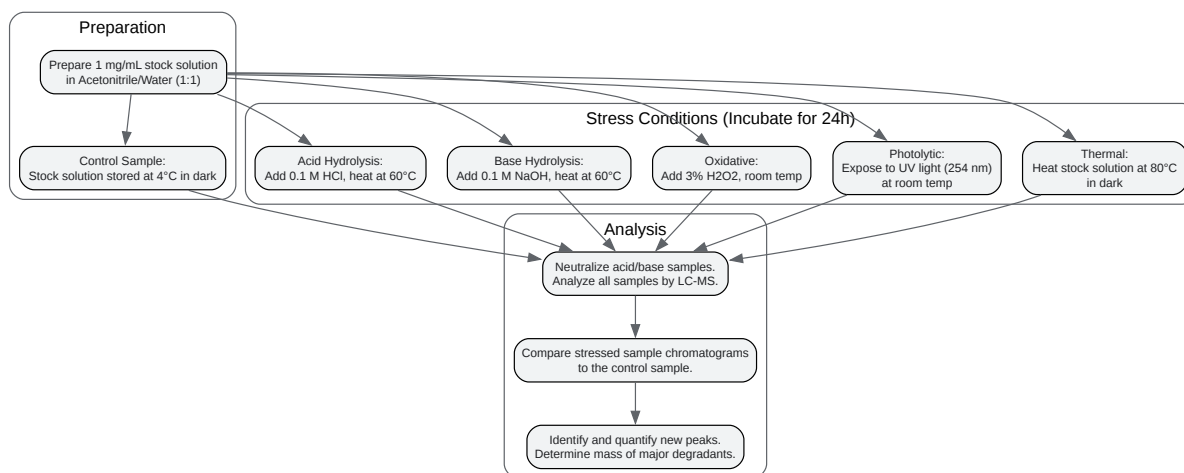 Preparation
Prepare 1 mg/mL stock solution
in Acetonitrile/Water (1:1)
Control Sample:
Stock solution stored at 4°C in dark
Stress Conditions (Incubate for 24h)
Acid Hydrolysis:
Add 0.1 M HCl, heat at 60°C
Base Hydrolysis:
Add 0.1 M NaOH, heat at 60°C
Oxidative:
Add 3% H2O2, room temp
Photolytic:
Expose to UV light (254 nm)
at room temp
Thermal:
Heat stock solution at 80°C
in dark
Analysis
Neutralize acid/base samples.
Analyze all samples by LC-MS.
Compare stressed sample chromatograms
to the control sample.
Identify and quantify new peaks.
Determine mass of major degradants.